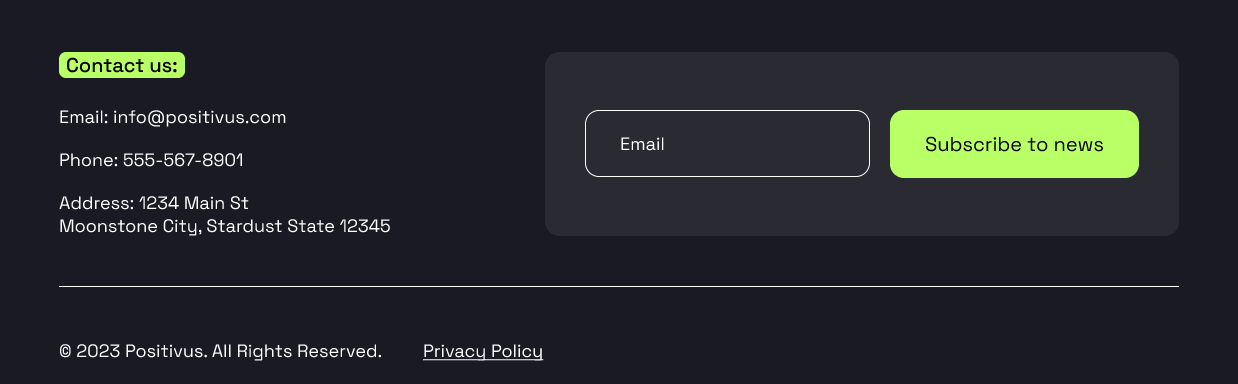 Contact us:
Email: info@positivus.com
Phone: 555-567-8901
Address: 1234 Main St
Moonstone City, Stardust State 12345
Email
Subscribe to news
© 2023 Positivus. All Rights Reserved.
Privacy Policy